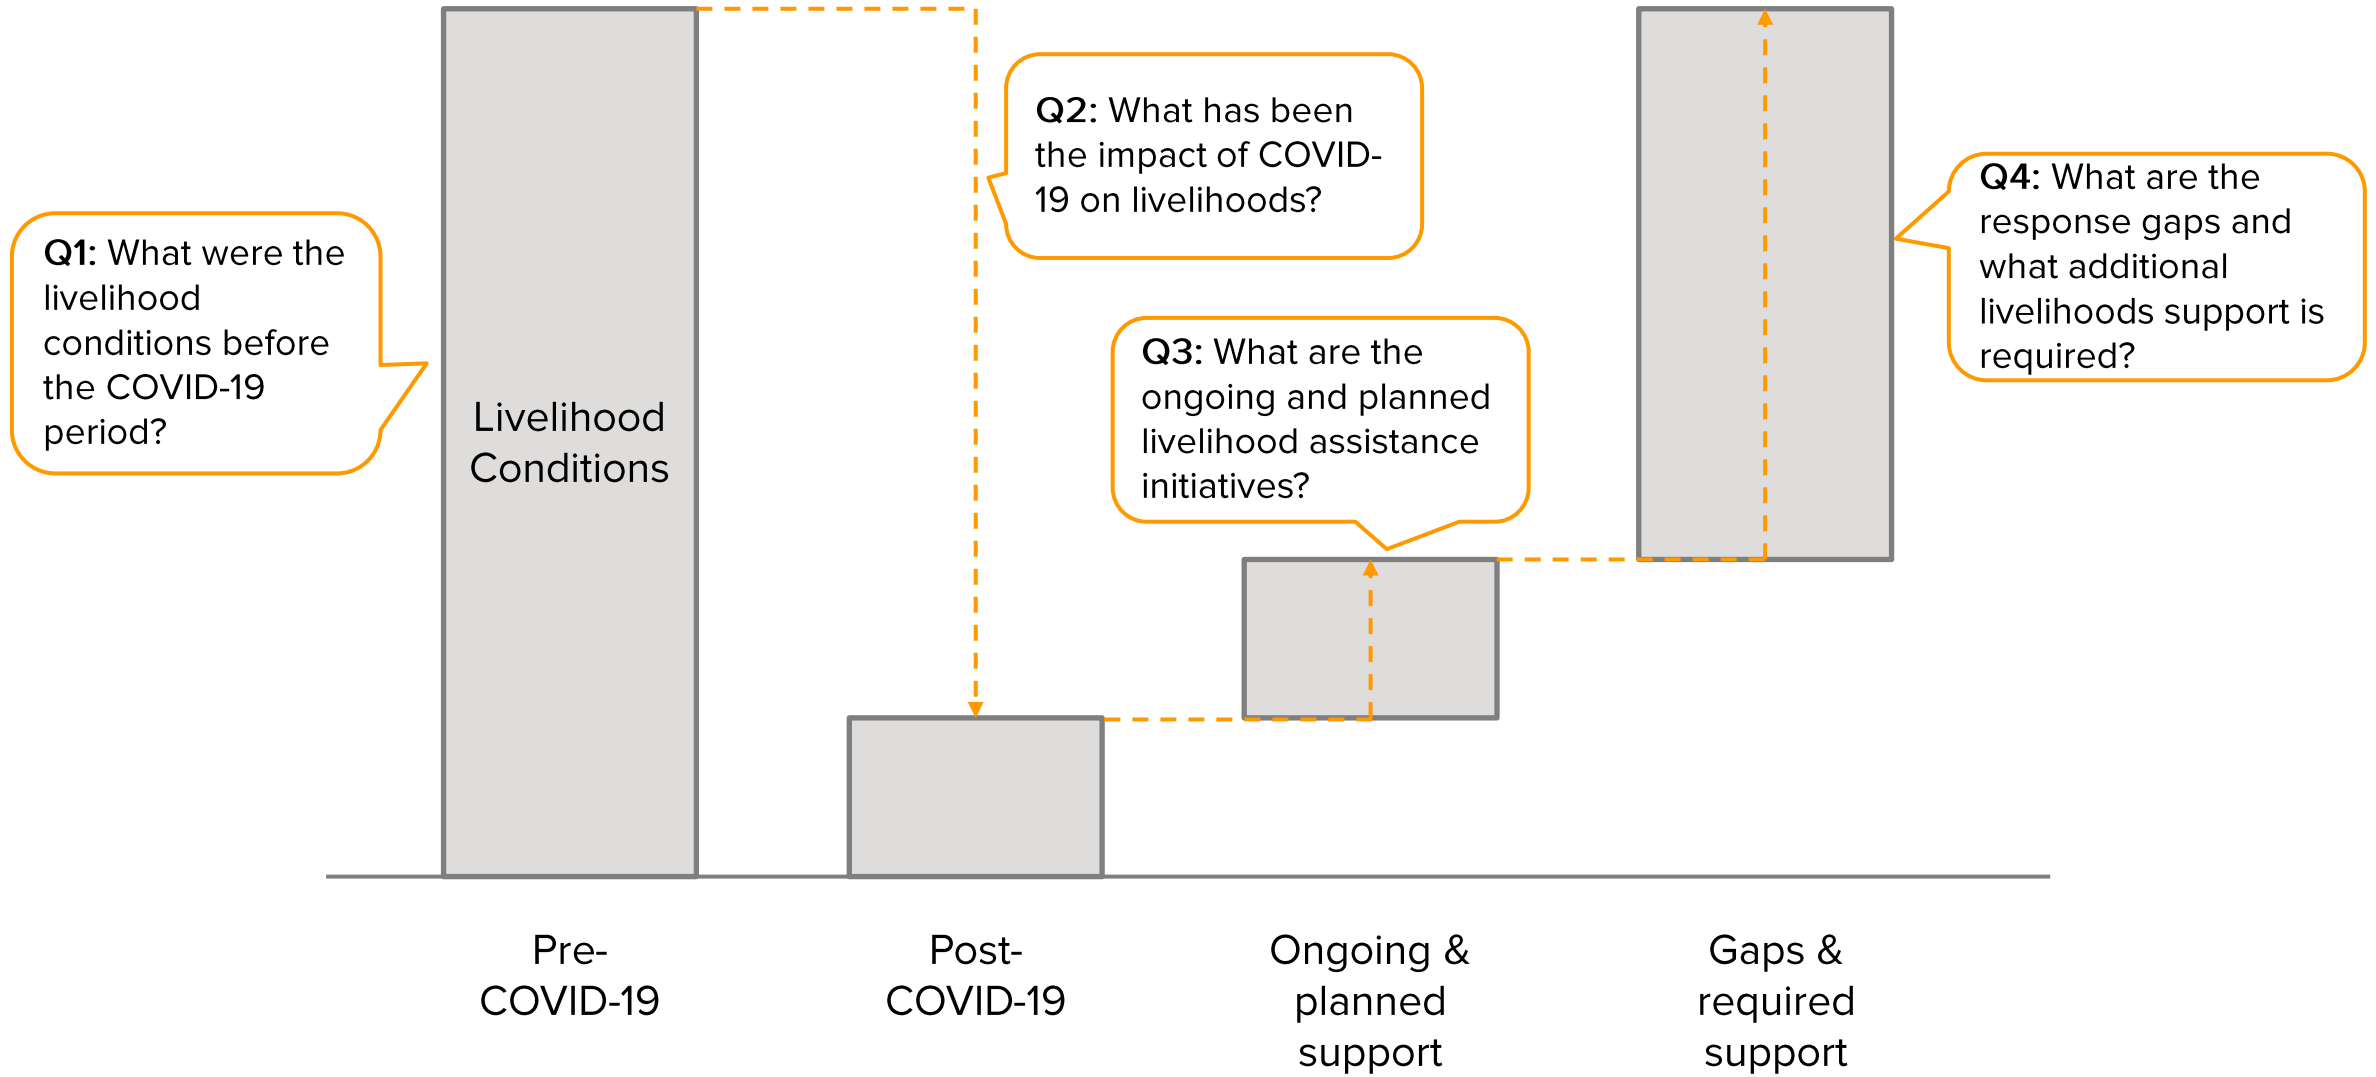 Q1: What were the
livelihood
conditions before
the COVID-19
period?
Livelihood
Conditions
Q2: What has been
the impact of COVID-
19 on livelihoods?
Q3: What are the
ongoing and planned
livelihood assistance
initiatives?
Q4: What are the
response gaps and
what additional
livelihoods support is
required?
Pre-
COVID-19
Post-
COVID-19
Ongoing &
planned
support
Gaps &
required
support